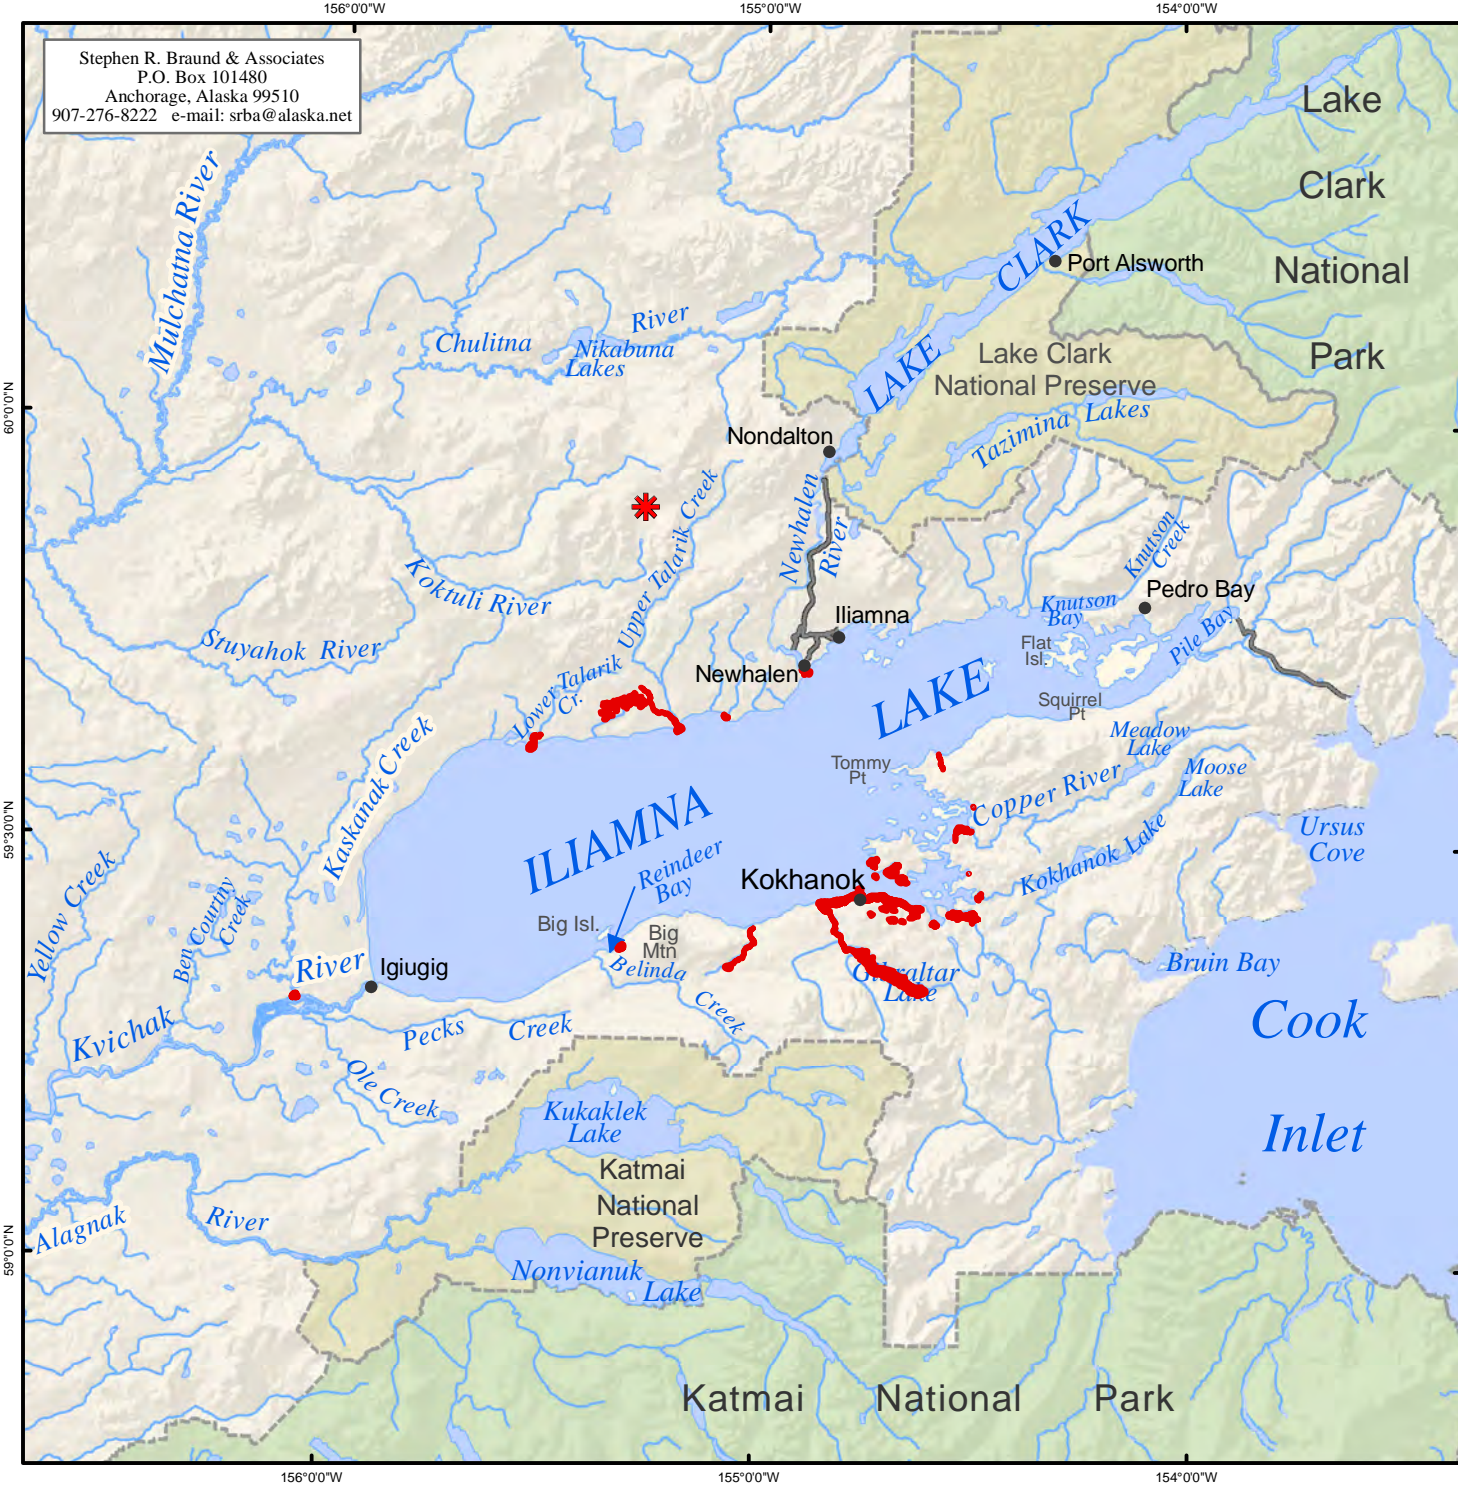 156°0'0"W
155°0'0"W
154°0'0"W
Stephen R. Braund & Associates
P.O. Box 101480
Anchorage, Alaska 99510
907-276-8222 e-mail: srba@alaska.net
Lake
Clark
National
Park
Mulchatna River
LAKE CLARK
Port Alsworth
Chulitna River
Nikabuna
Lakes
Lake Clark
National Preserve
Tazimina Lakes
60°0'0"N
Nondalton
Newhalen
River
Upper Talarik Creek
Koktuli River
Stuyahok River
Knutson
Creek
Pedro Bay
Knutson
Bay
Iliamna
Flat
Isl.
Pile Bay
Newhalen
Lower Talarik
Cr.
Squirrel
Pt
Meadow
Lake
Moose
Lake
Tommy
Pt
ILIAMNA LAKE
Copper River
Kaskanak Creek
Ursus
Cove
59°30'0"N
Kokhanok Lake
Reindeer
Bay
Kokhanok
Yellow Creek
Ben Courtny
Creek
Big Isl.
Big
Mtn
Belinda
Creek
Gibraltar
Lake
Bruin Bay
Igiugig
Kvichak River
Pecks Creek
Ole Creek
Cook
Inlet
Kukaklek
Lake
Katmai
National
Preserve
Alagnak River
59°0'0"N
Nonvianuk
Lake
Katmai National Park
156°0'0"W
155°0'0"W
154°0'0"W